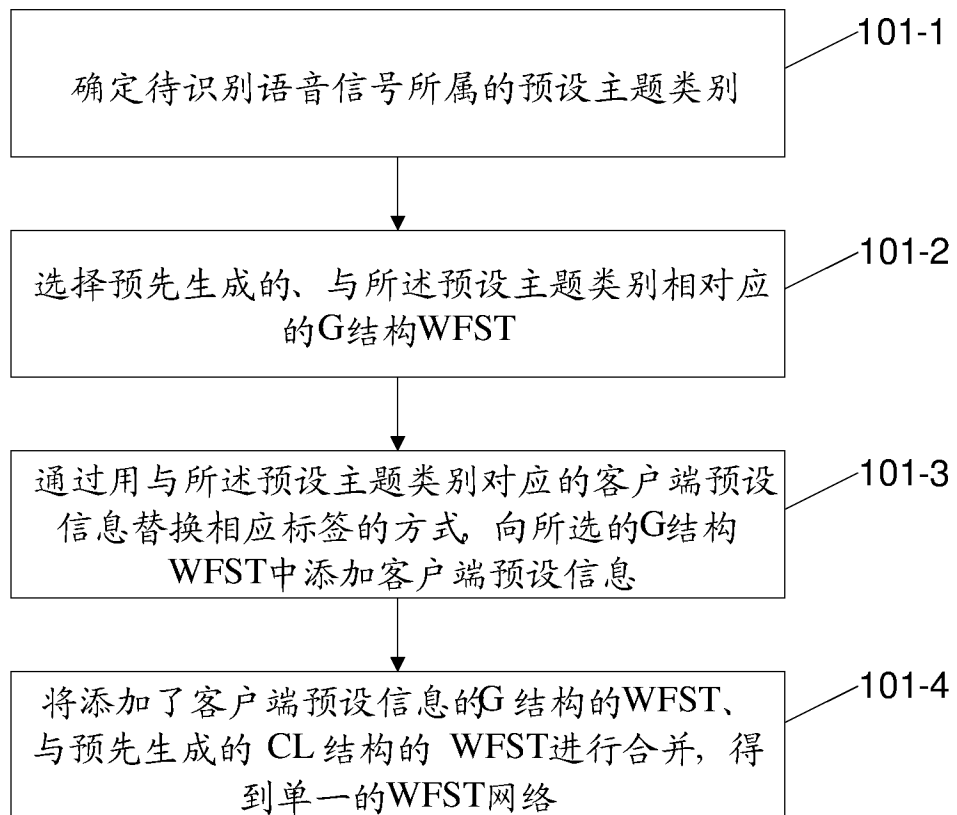 101-1
确定待识别语音信号所属的预设主题类别
101-2
选择预先生成的、与所述预设主题类别相对应
的G结构WFST
101-3
通过用与所述预设主题类别对应的客户端预设
信息替换相应标签的方式，向所选的G结构
WFST中添加客户端预设信息
101-4
将添加了客户端预设信息的G 结构的WFST、
与预先生成的 CL 结构的 WFST进行合并，得
到单一的WFST网络